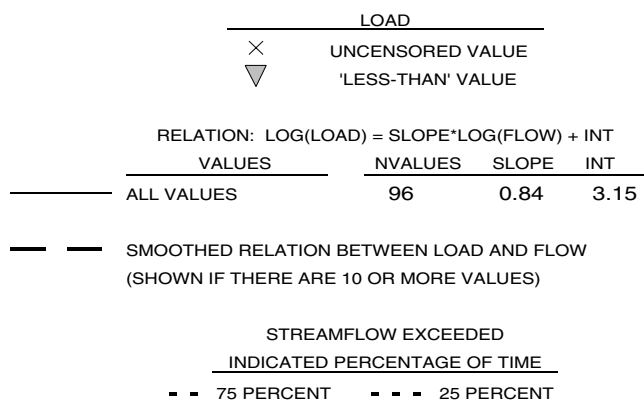 LOAD
UNCENSORED VALUE
'LESS-THAN' VALUE
RELATION: LOG(LOAD) = SLOPE*LOG(FLOW) + INT
VALUES NVALUES SLOPE INT
ALL VALUES 96 0.84 3.15
SMOOTHED RELATION BETWEEN LOAD AND FLOW
(SHOWN IF THERE ARE 10 OR MORE VALUES)
STREAMFLOW EXCEEDED
INDICATED PERCENTAGE OF TIME
75 PERCENT 25 PERCENT